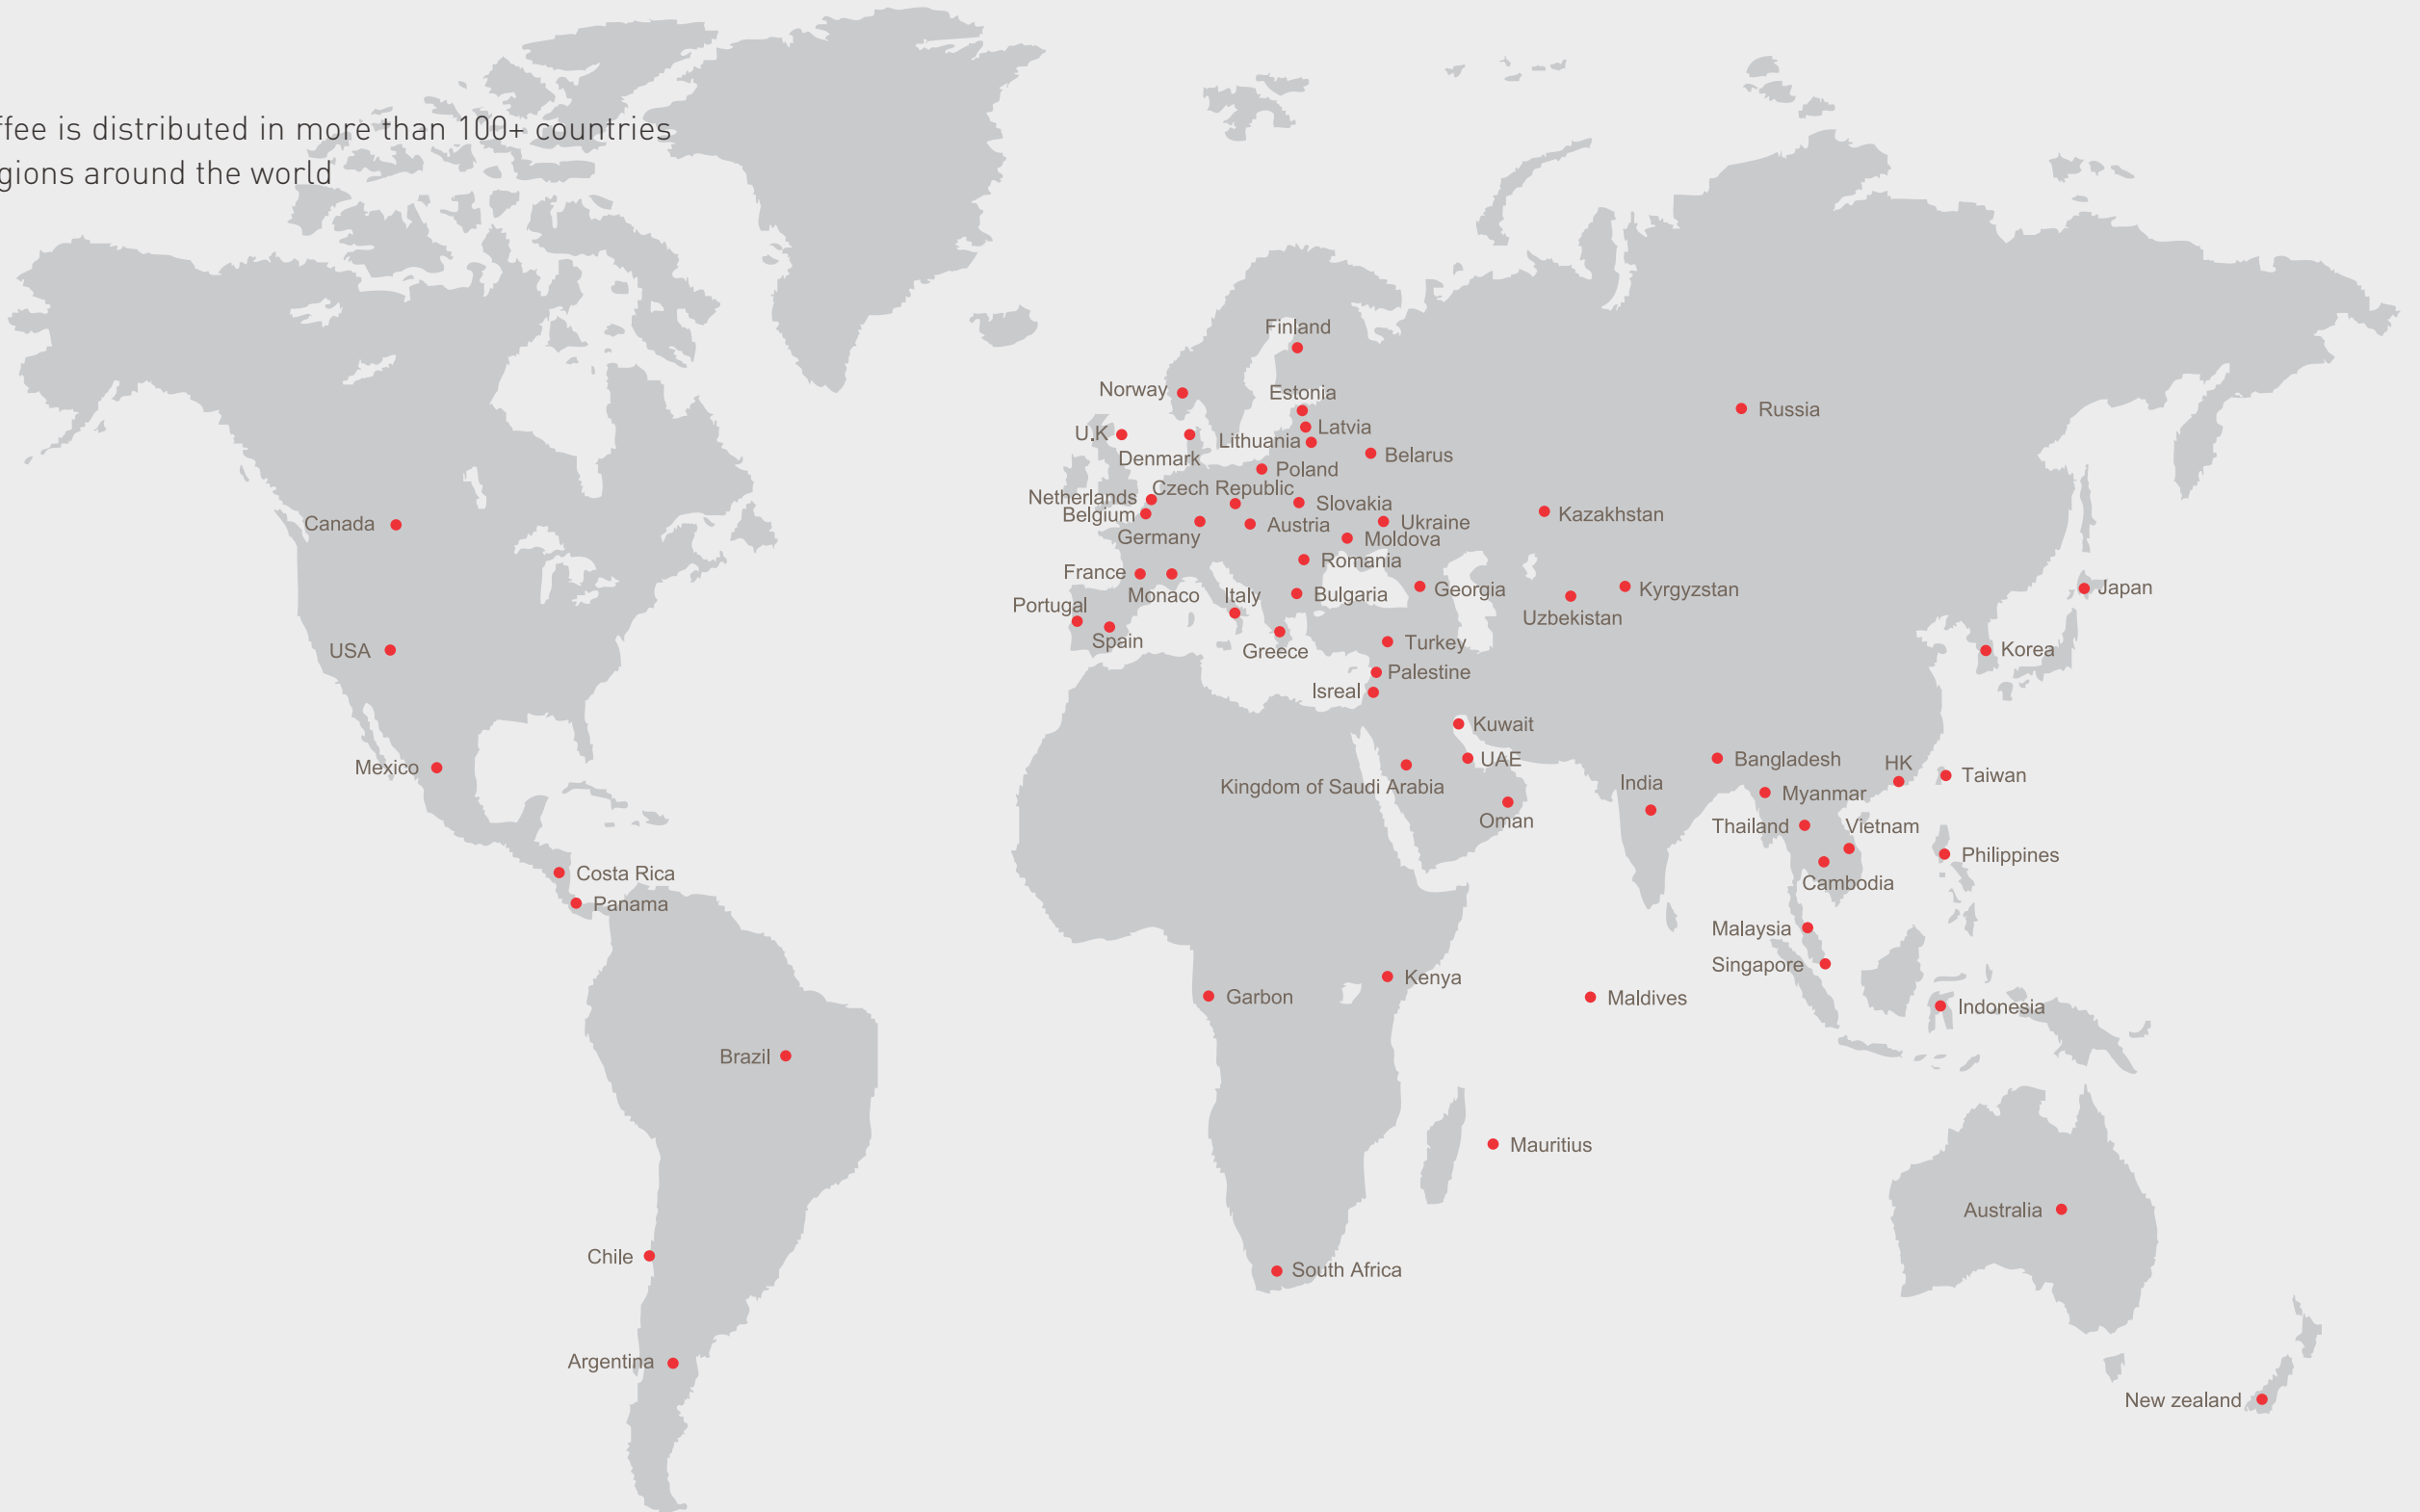 ffee is distributed in more than 100+ countries
gions around the world
Finland
Norway
Estonia
Russia
Latvia
U.K
Lithuania
Denmark
Belarus
Poland
Czech Republic
Netherlands
Slovakia
Belgium
Kazakhstan
Ukraine
Canada
Austria
Germany
Moldova
Romania
France
Georgia
Kyrgyzstan
Japan
Monaco
Italy
Bulgaria
Portugal
Uzbekistan
Spain
Turkey
Greece
USA
Korea
Palestine
Isreal
Kuwait
UAE
Bangladesh
HK
Mexico
Taiwan
India
Kingdom of Saudi Arabia
Myanmar
Oman
Thailand
Vietnam
Philippines
Costa Rica
Cambodia
Panama
Malaysia
Singapore
Kenya
Garbon
Maldives
Indonesia
Brazil
Mauritius
Australia
Chile
South Africa
Argentina
New zealand